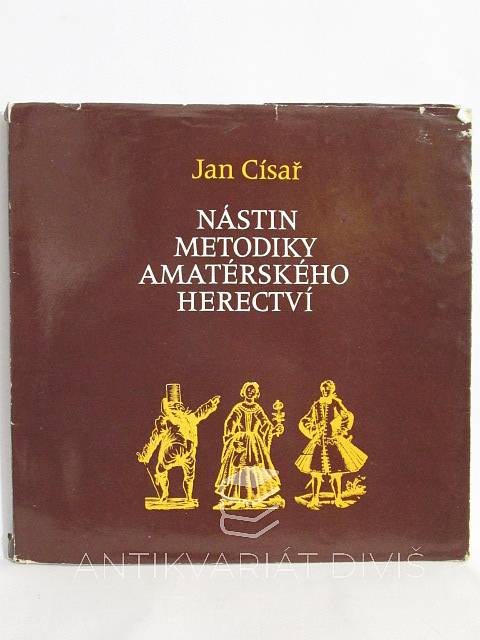 Jan Císař
NÁSTIN
METODIKY
AMATÉRSKÉHO
HERECTVÍ
ANTIKVARIÁT DIVIŠ